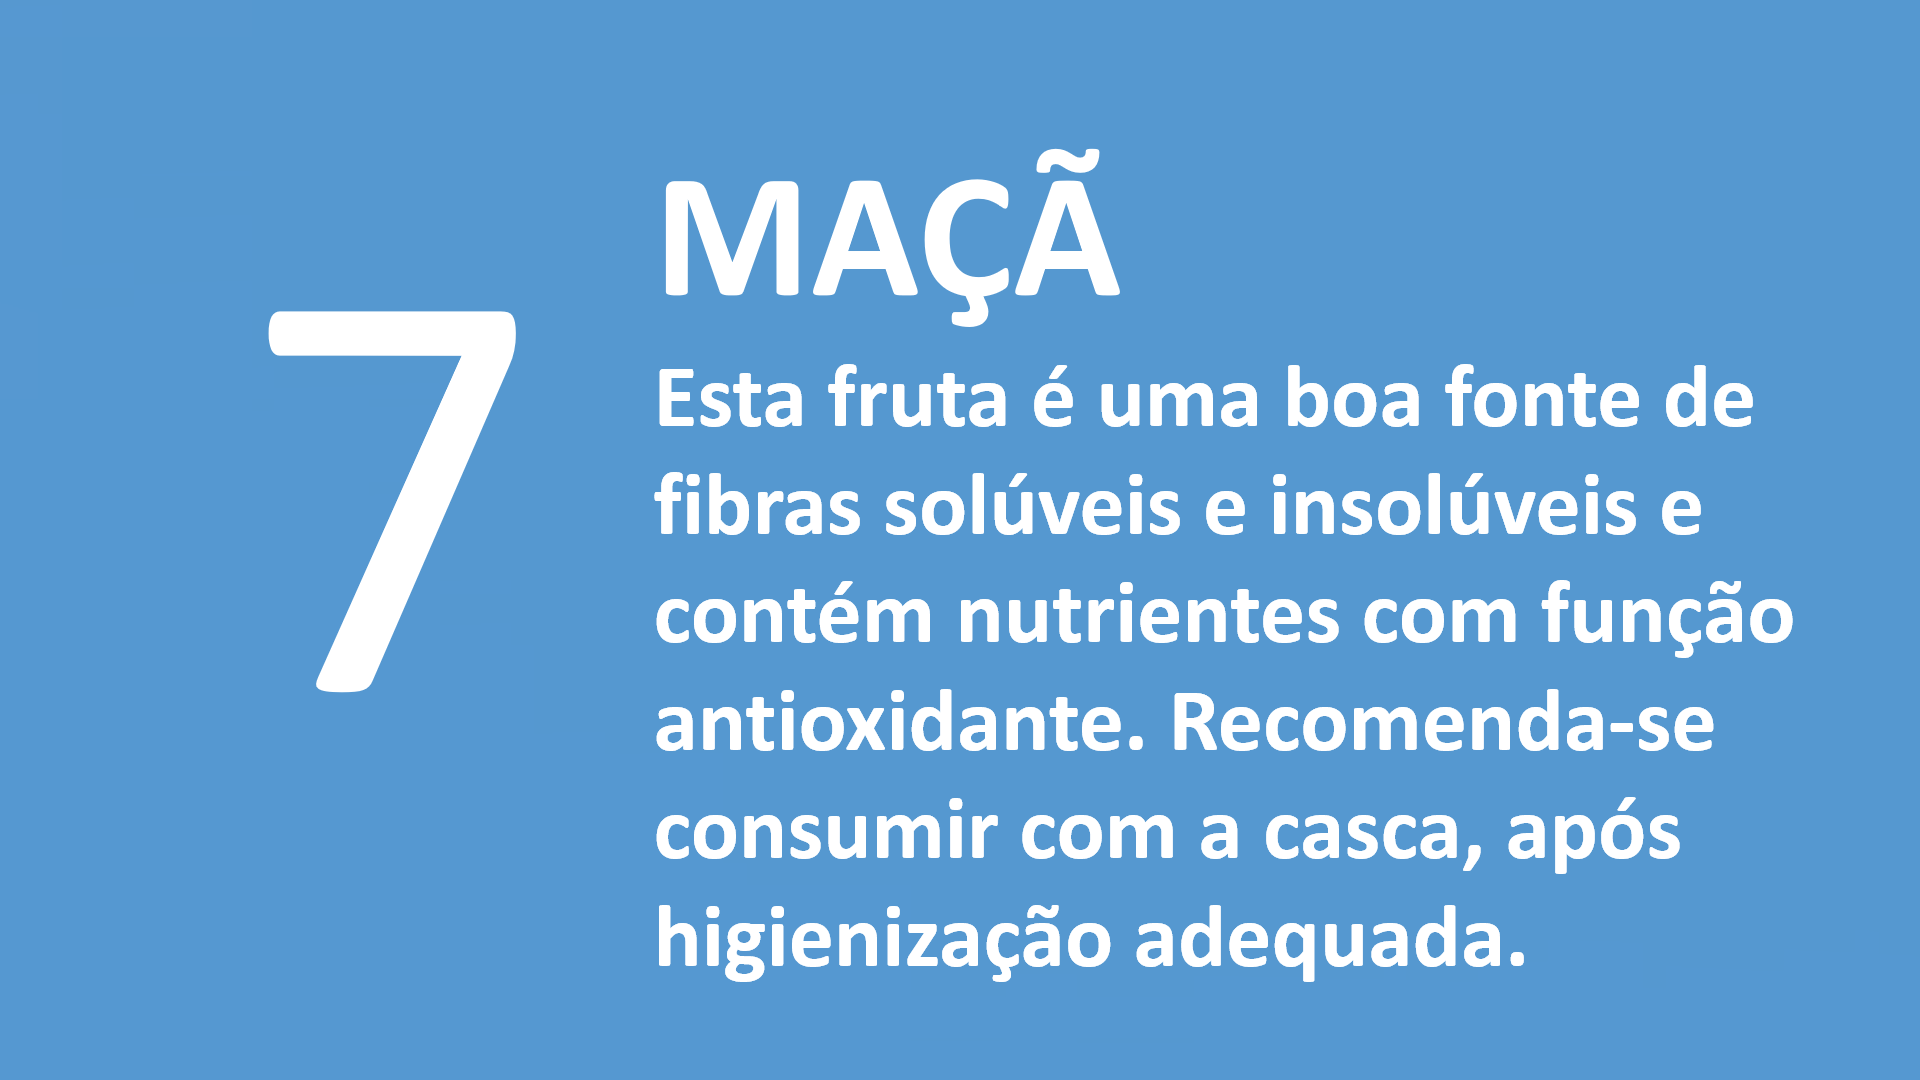 7
MAÇÃ
Esta fruta é uma boa fonte de
fibras solúveis e insolúveis e
contém nutrientes com função
antioxidante. Recomenda-se
consumir com a casca, após
higienização adequada.